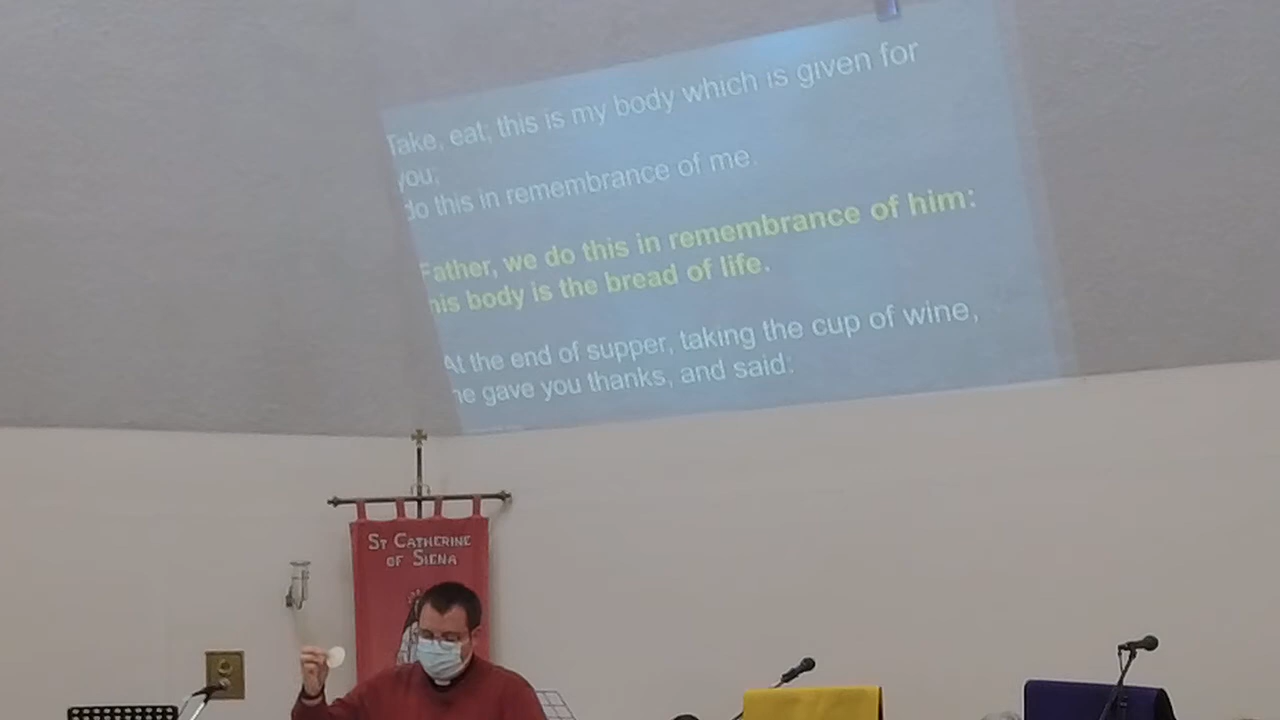 Take, eat; this is my body which is given for
you;
do this in remembrance of me.
Father, we do this in remembrance of him:
his body is the bread of life.
At the end of supper, taking the cup of wine,
he gave you thanks, and said:
ST CATHERINE
OF SIENA